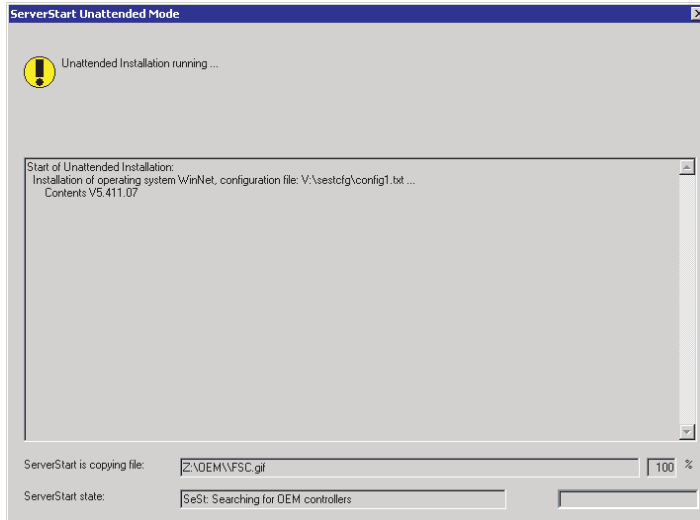 ServerStart Unattended Mode
Unattended Installation running ...
Start of Unattended Installation:
Installation of operating system WinNet, configuration file: V:\sestcfg\config1.txt ...
Contents V5.411.07
ServerStart is copying file: Z:\OEM\\FSC.gif 100 %
ServerStart state: SeSt: Searching for OEM controllers